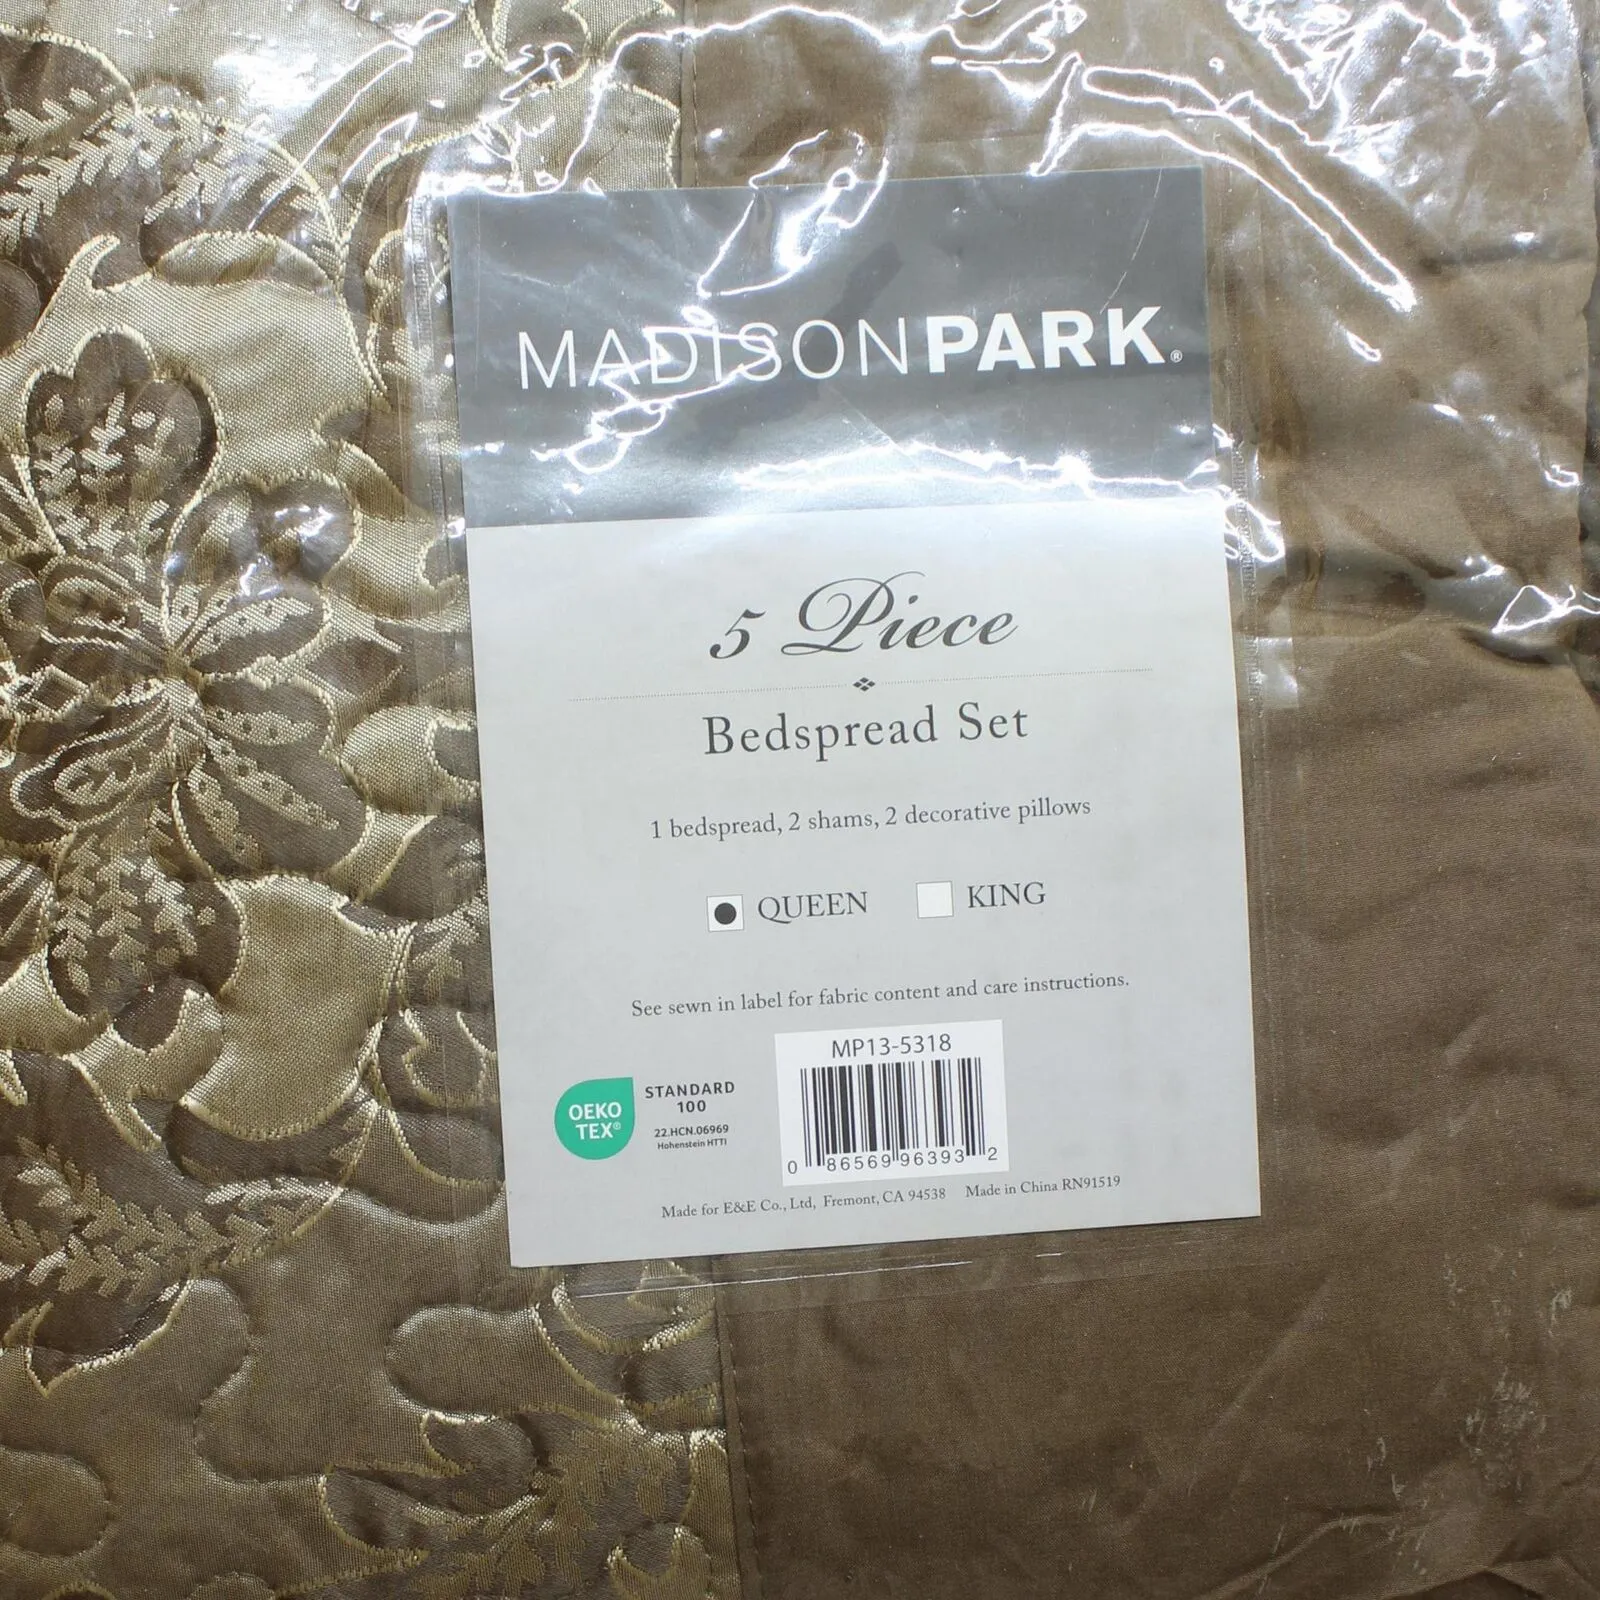 MADISONPARK®
5 Piece
Bedspread Set
1 bedspread, 2 shams, 2 decorative pillows
QUEEN KING
See sewn in label for fabric content and care instructions.
MP13-5318
OEKO
TEX®
STANDARD
100
22.HCN.06969
Hohenstein HTTI
0 86569 96393 2
Made for E&E Co., Ltd, Fremont, CA 94538 Made in China RN91519